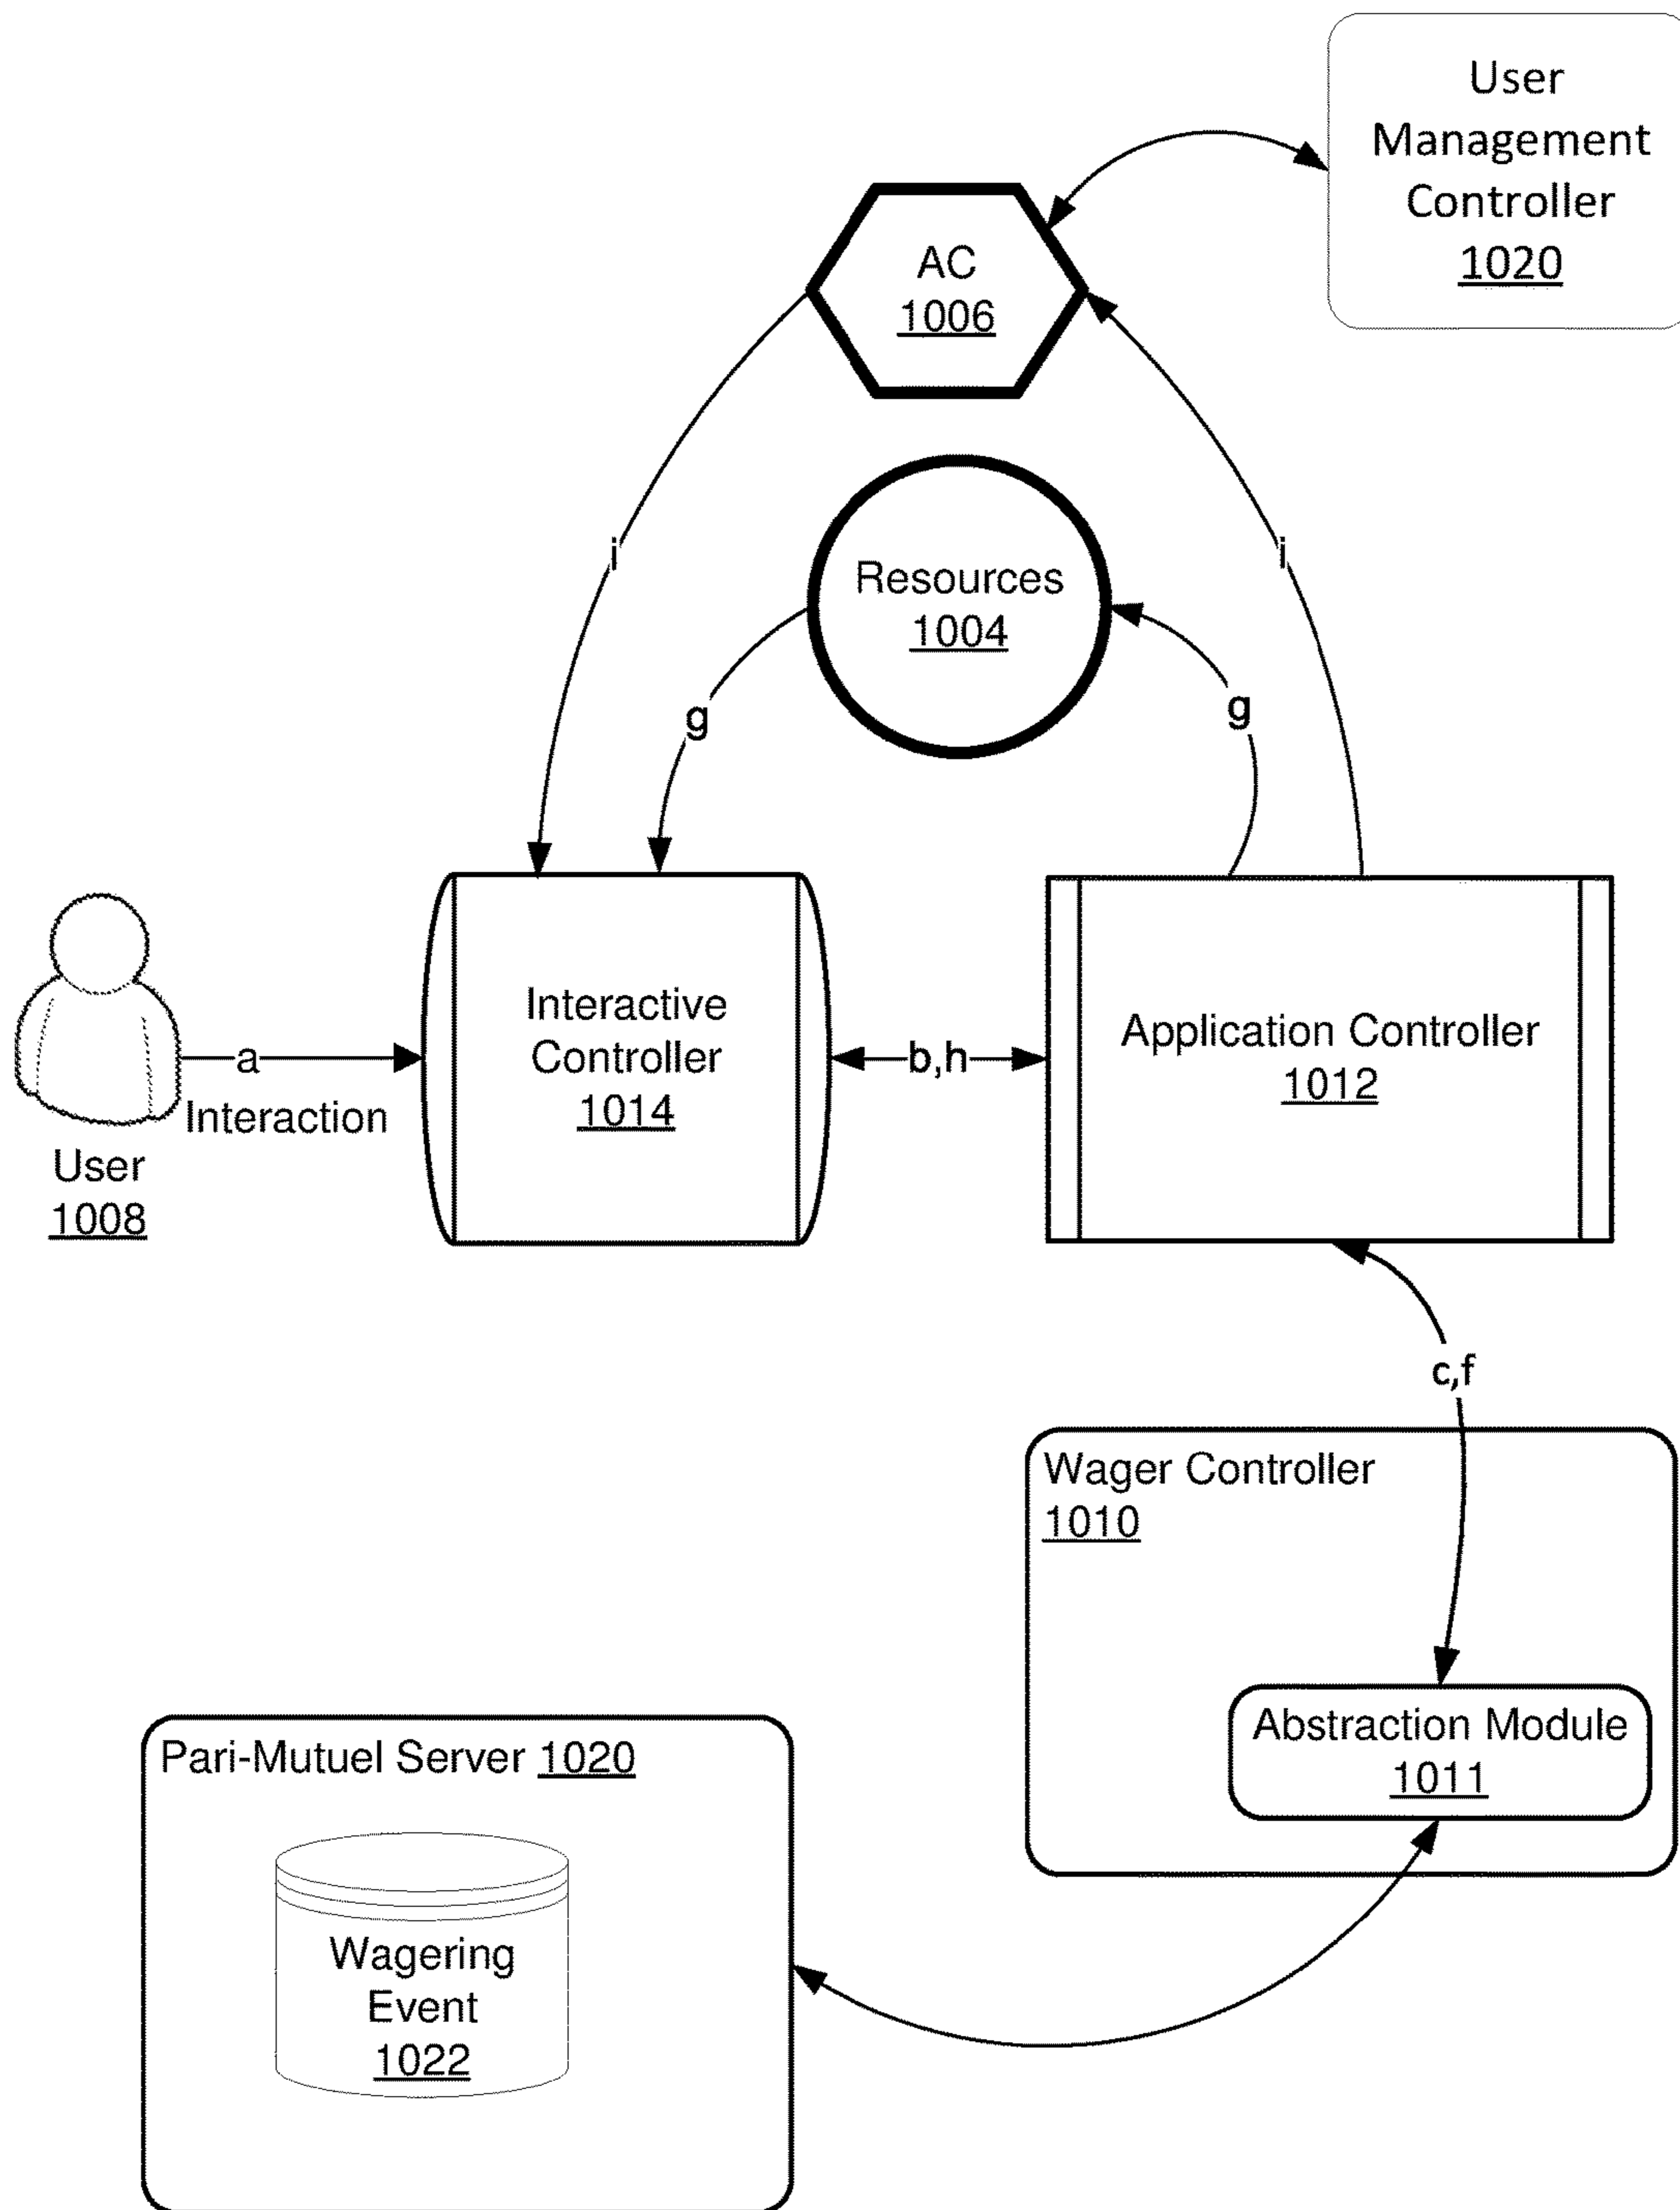 User
Management
Controller
1020
AC
1006
i
i
Resources
1004
g
g
Interactive
Controller
1014
Application Controller
1012
a
Interaction
b,h
User
1008
c,f
Wager Controller
1010
Abstraction Module
1011
Pari-Mutuel Server 1020
Wagering
Event
1022